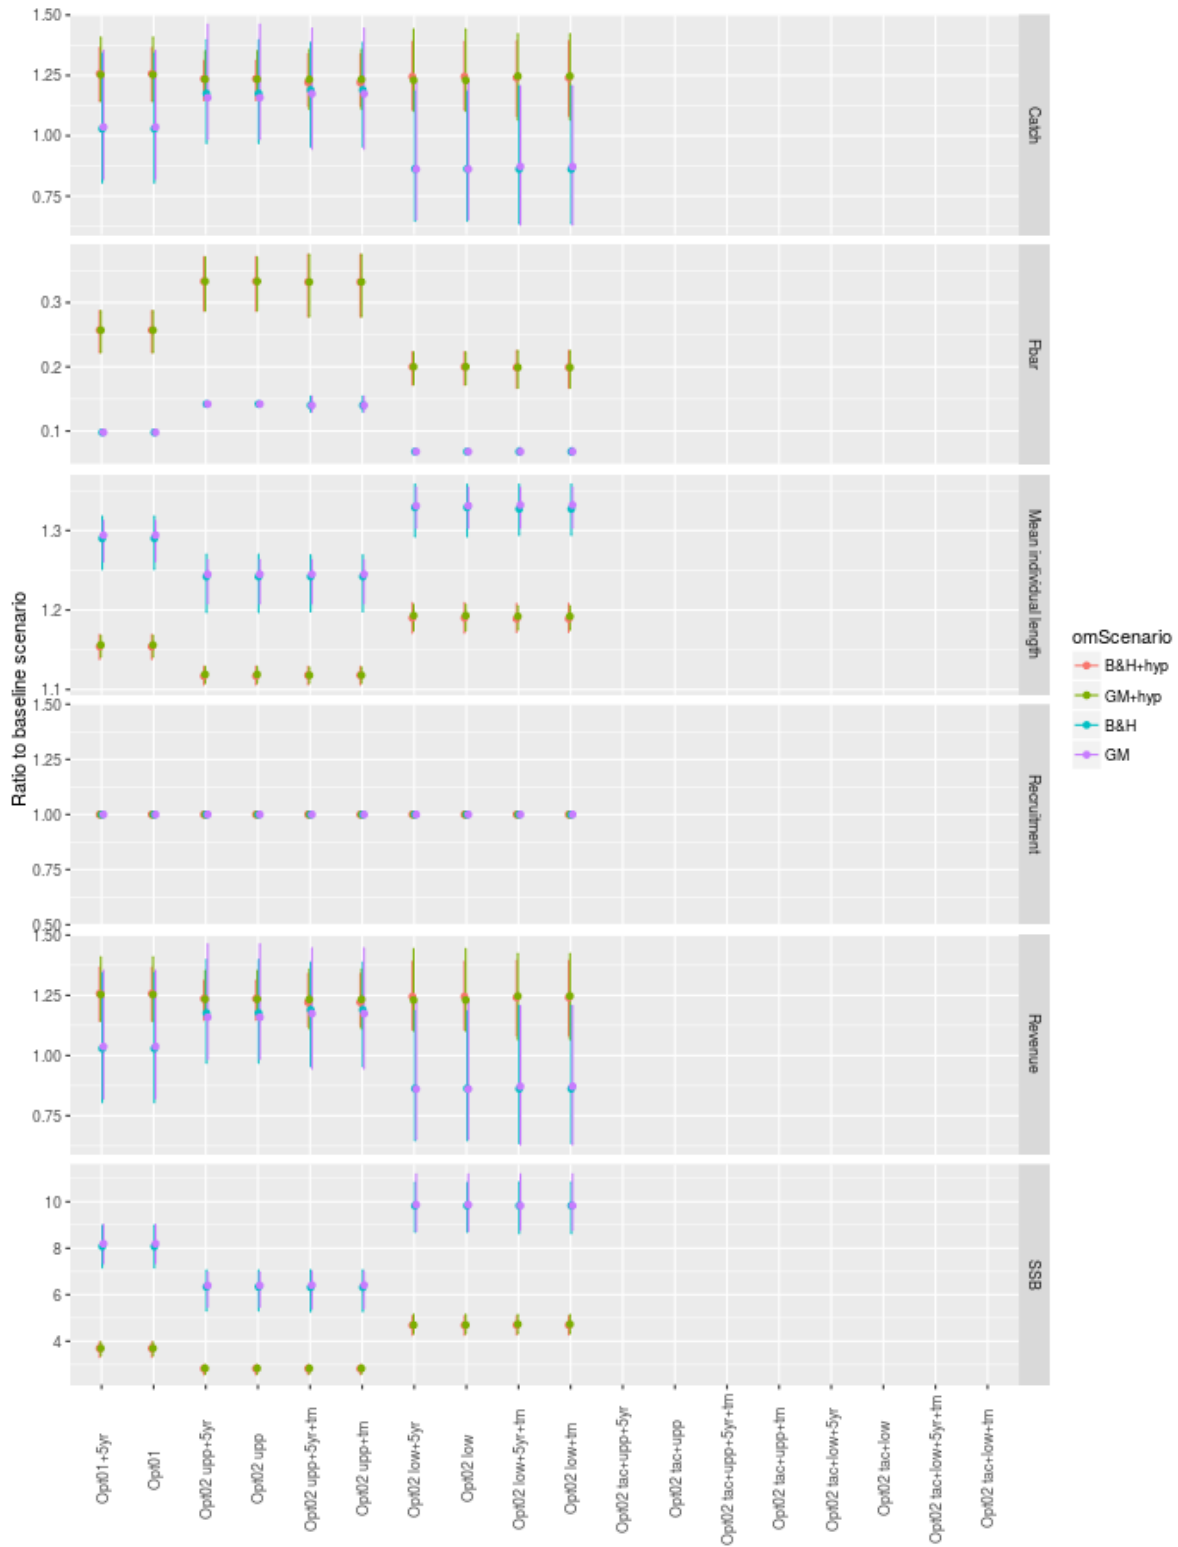 Ratio to baseline scenario
1.50
1.25
1.00
0.75
Catch
0.3
0.2
0.1
Fbar
1.3
1.2
1.1
Mean individual length
1.50
1.25
1.00
0.75
0.50
Recruitment
1.50
1.25
1.00
0.75
Revenue
10
8
6
4
SSB
Opt01+5yr
Opt01
Opt02 upp+5yr
Opt02 upp
Opt02 upp+5yr+tm
Opt02 upp+tm
Opt02 low+5yr
Opt02 low
Opt02 low+5yr+tm
Opt02 low+tm
Opt02 tac+upp+5yr
Opt02 tac+upp
Opt02 tac+upp+5yr+tm
Opt02 tac+upp+tm
Opt02 tac+low+5yr
Opt02 tac+low
Opt02 tac+low+5yr+tm
Opt02 tac+low+tm
omScenario
B&H+hyp
GM+hyp
B&H
GM